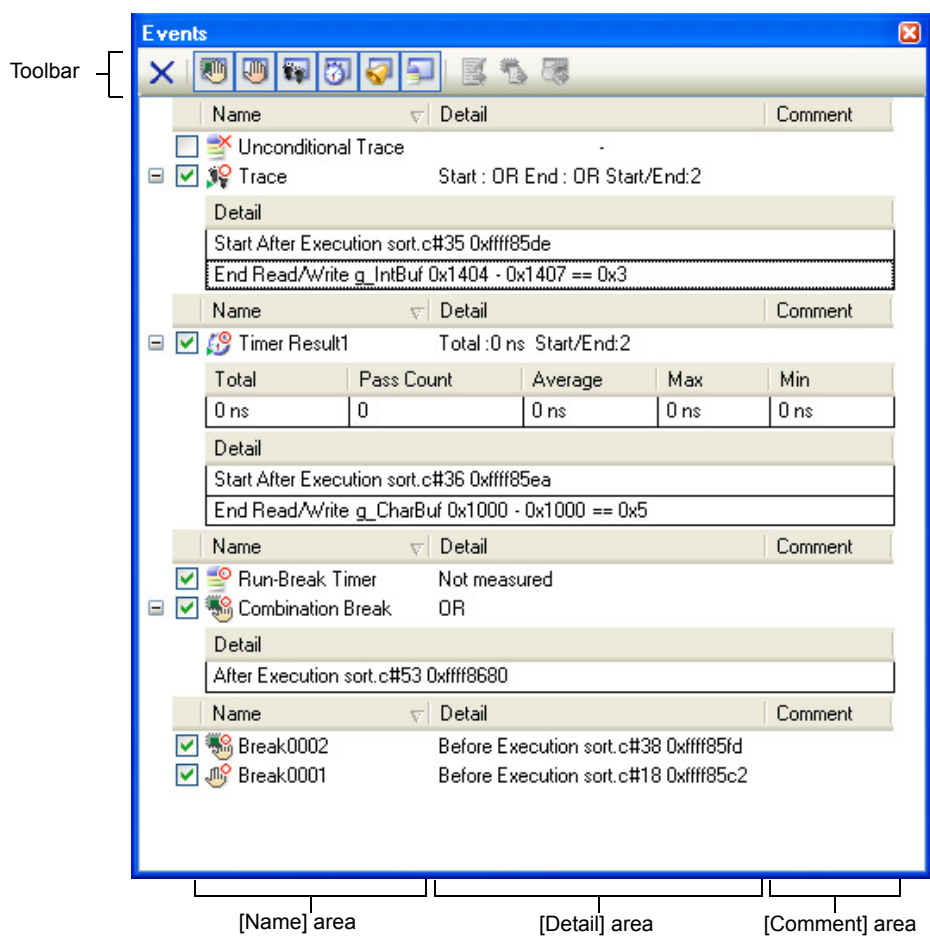 Events
Toolbar
Name Detail Comment
Unconditional Trace -
Trace Start : OR End : OR Start/End:2
Detail
Start After Execution sort.c#35 0xffff85de
End Read/Write g_IntBuf 0x1404 - 0x1407 == 0x3
Name Detail Comment
Timer Result1 Total :0 ns Start/End:2
Total Pass Count Average Max Min
0 ns 0 0 ns 0 ns 0 ns
Detail
Start After Execution sort.c#36 0xffff85ea
End Read/Write g_CharBuf 0x1000 - 0x1000 == 0x5
Name Detail Comment
Run-Break Timer Not measured
Combination Break OR
Detail
After Execution sort.c#53 0xffff8680
Name Detail Comment
Break0002 Before Execution sort.c#38 0xffff85fd
Break0001 Before Execution sort.c#18 0xffff85c2
[Name] area [Detail] area [Comment] area